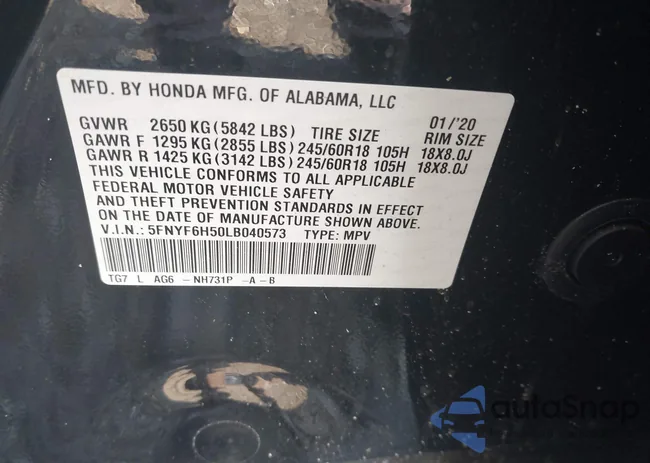 MFD. BY HONDA MFG. OF ALABAMA, LLC 01/'20
GVWR 2650 KG (5842 LBS) TIRE SIZE RIM SIZE
GAWR F 1295 KG (2855 LBS) 245/60R18 105H 18X8.0J
GAWR R 1425 KG (3142 LBS) 245/60R18 105H 18X8.0J
THIS VEHICLE CONFORMS TO ALL APPLICABLE
FEDERAL MOTOR VEHICLE SAFETY
AND THEFT PREVENTION STANDARDS IN EFFECT
ON THE DATE OF MANUFACTURE SHOWN ABOVE.
V.I.N.: 5FNYF6H50LB040573 TYPE: MPV
TG7 L AG6 - NH731P -A-B
autoSnap